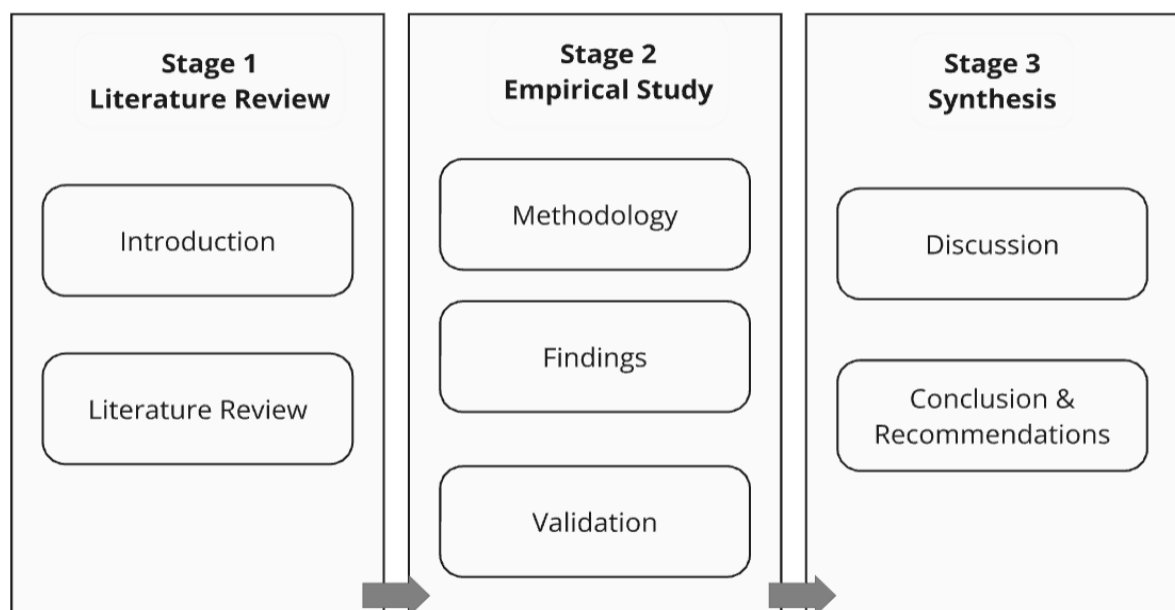 Stage 1
Literature Review
Introduction
Literature Review
Stage 2
Empirical Study
Methodology
Findings
Validation
Stage 3
Synthesis
Discussion
Conclusion &
Recommendations